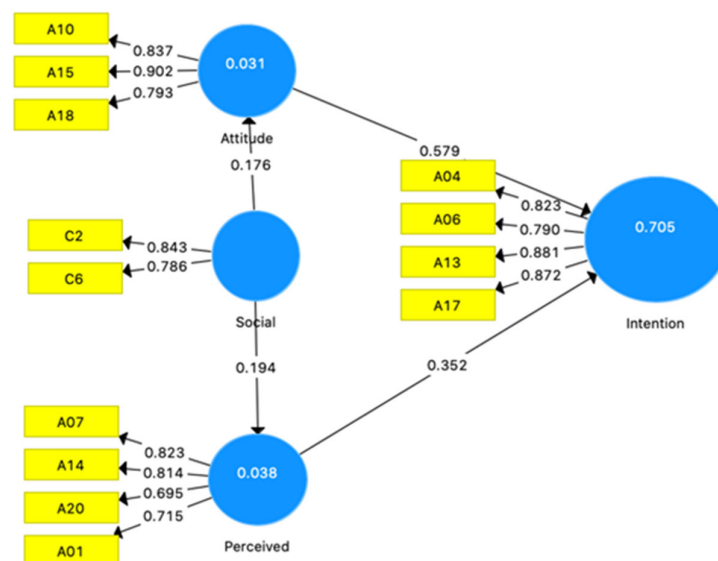 A10
0.837
0.031
A15
0.902
A18
0.793
Attitude
0.176
0.579
A04
0.823
A06
0.790
0.705
A13
0.881
A17
0.872
Intention
C2
0.843
C6
0.786
Social
0.194
0.352
A07
0.823
A14
0.814
0.038
A20
0.695
A01
0.715
Perceived